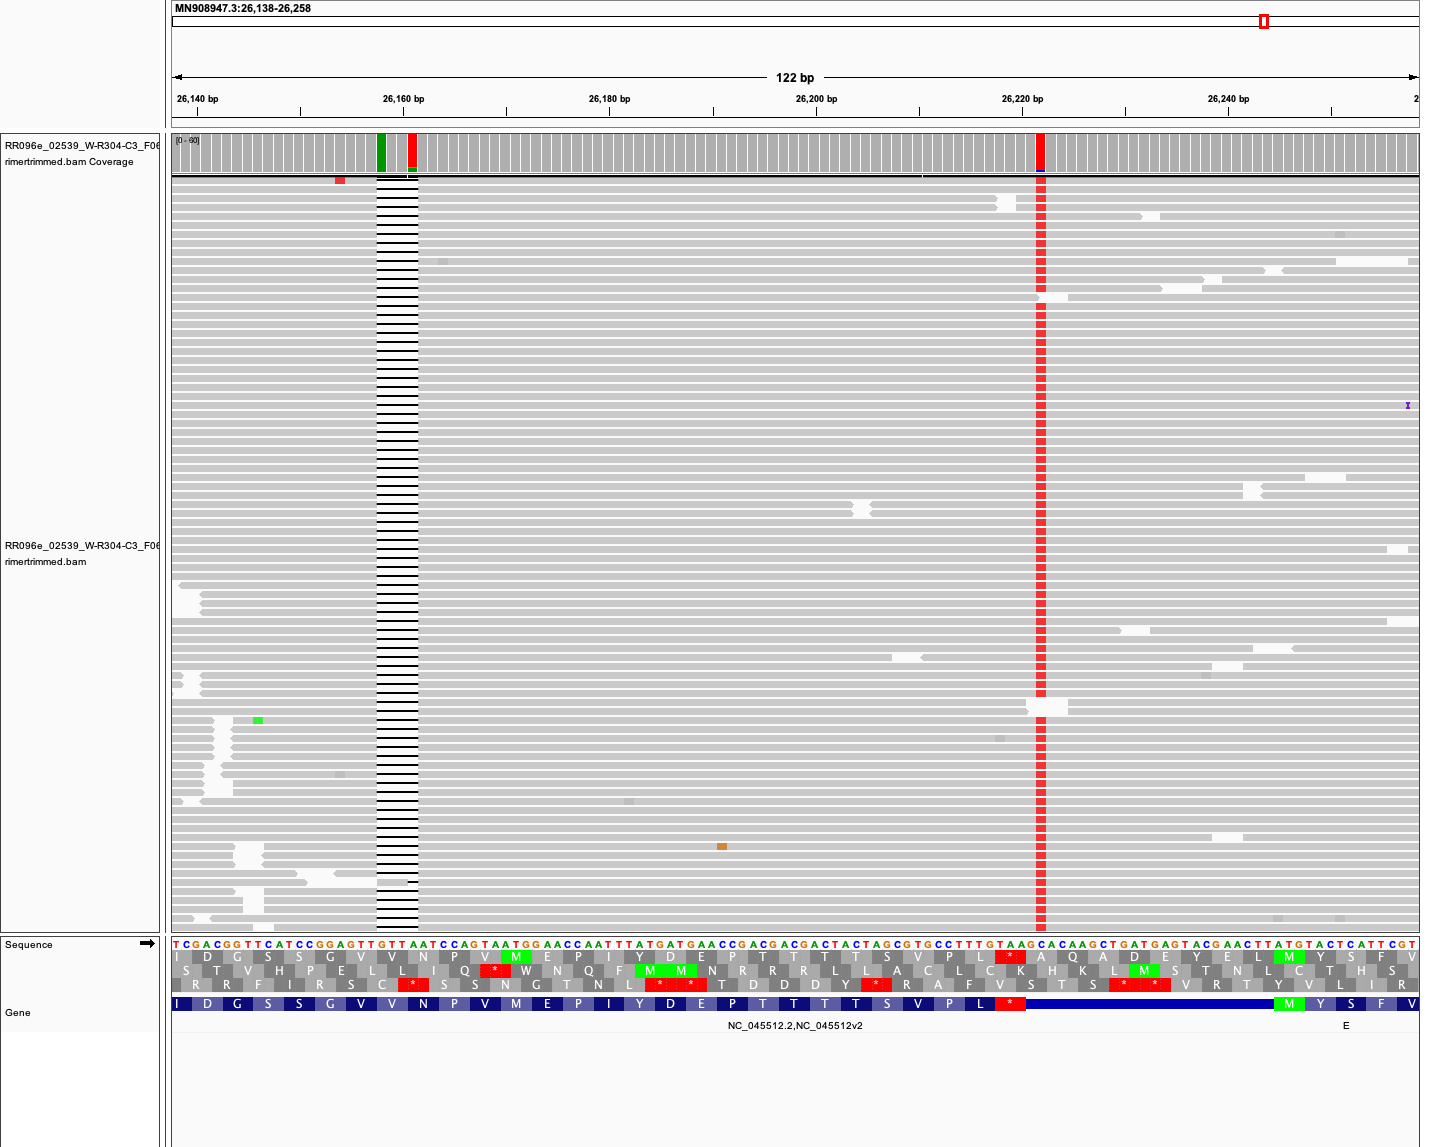 MN908947.3:26,138-26,258
122 bp
26,140 bp 26,160 bp 26,180 bp 26,200 bp 26,220 bp 26,240 bp 2
RR096e_02539_W-R304-C3_F06
rimertrimmed.bam Coverage
[0 - 60]
RR096e_02539_W-R304-C3_F06
rimertrimmed.bam
Sequence
TCGACGGTTCATCCGGAGTTGTTAATCCAGTAATGGAACCAATTTATGATGAACCGACGACGACTACTAGCGTGCCTTTGTAAGCACAAGCTGATGAGTACGAACTTATGTACTCATTCGT
I D G S S G V V N P V M E P I Y D E P T T T T S V P L * A Q A D E Y E L M Y S F V
S T V H P E L L I Q * W N Q F M M N R R R L L A C L C K H K L M S T N L C T H S
R R F I R S C * S S N G T N L * * T D D D Y * R A F V S T S * * V R T Y V L I R
Gene
I D G S S G V V N P V M E P I Y D E P T T T T S V P L * M Y S F V
NC_045512.2,NC_045512v2 E